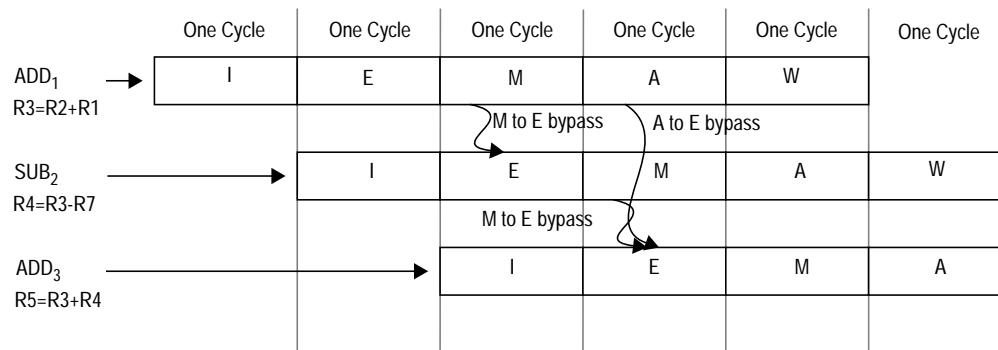 One Cycle One Cycle One Cycle One Cycle One Cycle One Cycle
ADD1 I E M A W
R3=R2+R1
M to E bypass A to E bypass
SUB2 I E M A W
R4=R3-R7
M to E bypass
ADD3 I E M A
R5=R3+R4